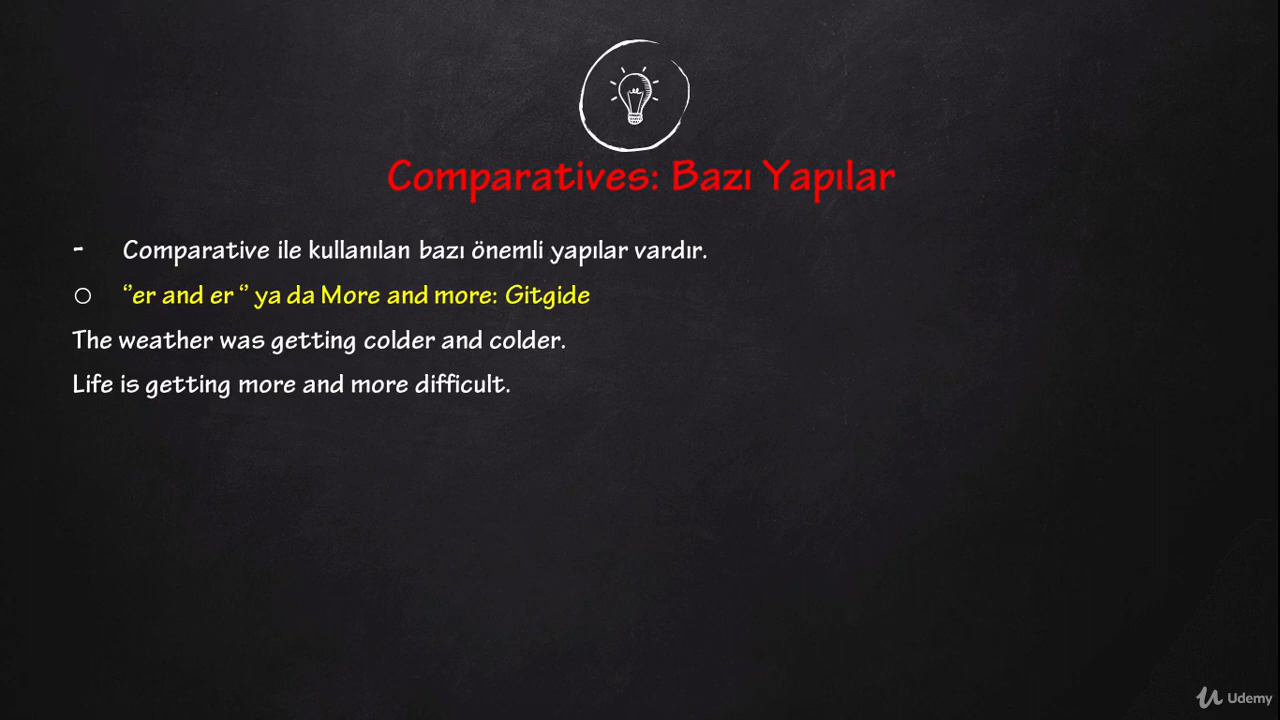 Comparatives: Bazı Yapılar
- Comparative ile kullanılan bazı önemli yapılar vardır.
○ ‘’er and er ‘’ ya da More and more: Gitgide
The weather was getting colder and colder.
Life is getting more and more difficult.
Udemy